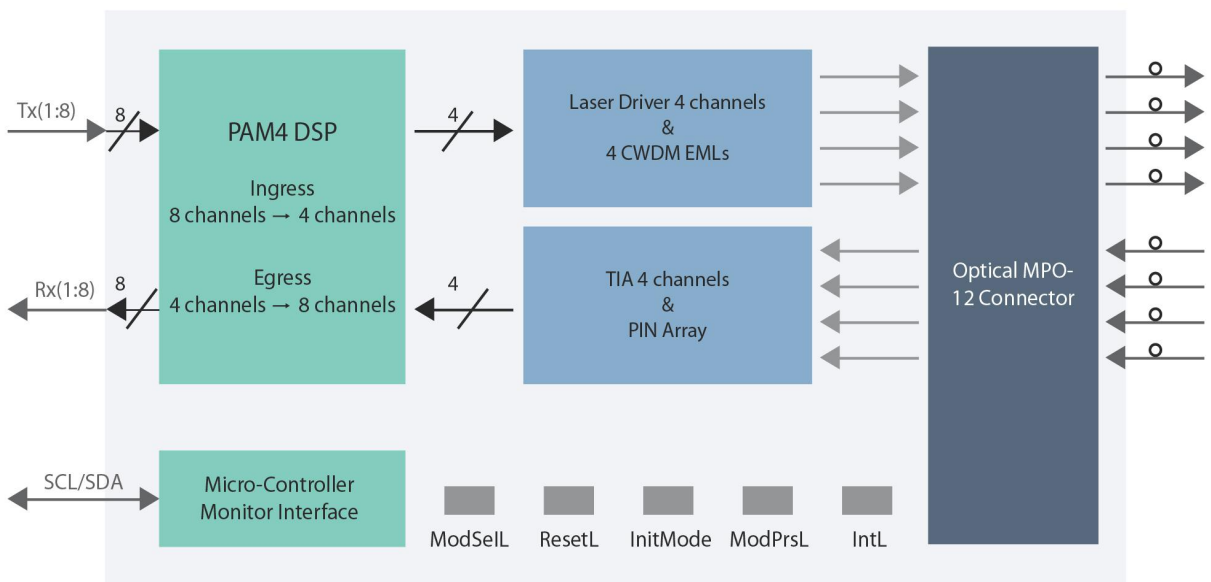 Tx(1:8)
8
PAM4 DSP
Ingress
8 channels → 4 channels
Egress
4 channels → 8 channels
4
Laser Driver 4 channels
&
4 CWDM EMLs
Rx(1:8)
8
4
TIA 4 channels
&
PIN Array
Optical MPO-
12 Connector
SCL/SDA
Micro-Controller
Monitor Interface
ModSelL
ResetL
InitMode
ModPrsL
IntL